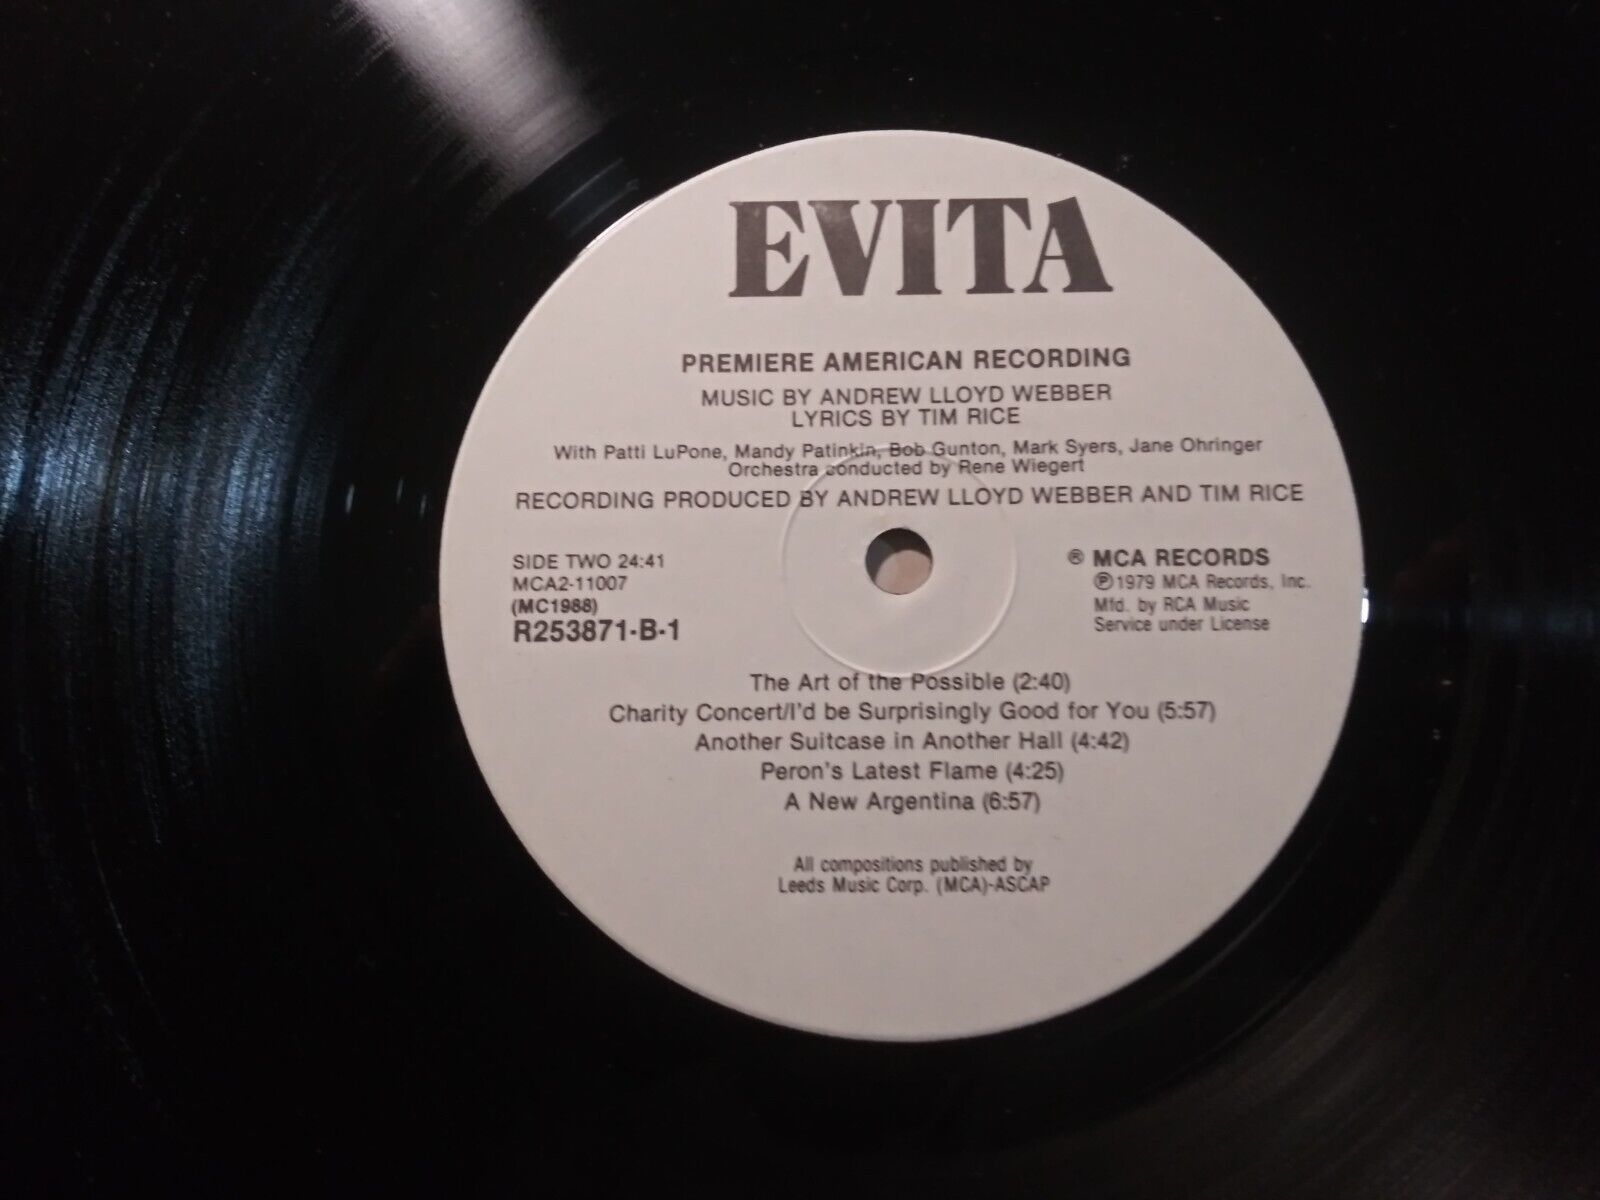 EVITA
PREMIERE AMERICAN RECORDING
MUSIC BY ANDREW LLOYD WEBBER
LYRICS BY TIM RICE
With Patti LuPone, Mandy Patinkin, Bob Gunton, Mark Syers, Jane Ohringer
Orchestra conducted by Rene Wiegert
RECORDING PRODUCED BY ANDREW LLOYD WEBBER AND TIM RICE
SIDE TWO 24:41
MCA2-11007
(MC1988)
R253871-B-1
® MCA RECORDS
℗1979 MCA Records, Inc.
Mfd. by RCA Music
Service under License
The Art of the Possible (2:40)
Charity Concert/I'd be Surprisingly Good for You (5:57)
Another Suitcase in Another Hall (4:42)
Peron's Latest Flame (4:25)
A New Argentina (6:57)
All compositions published by
Leeds Music Corp. (MCA)-ASCAP